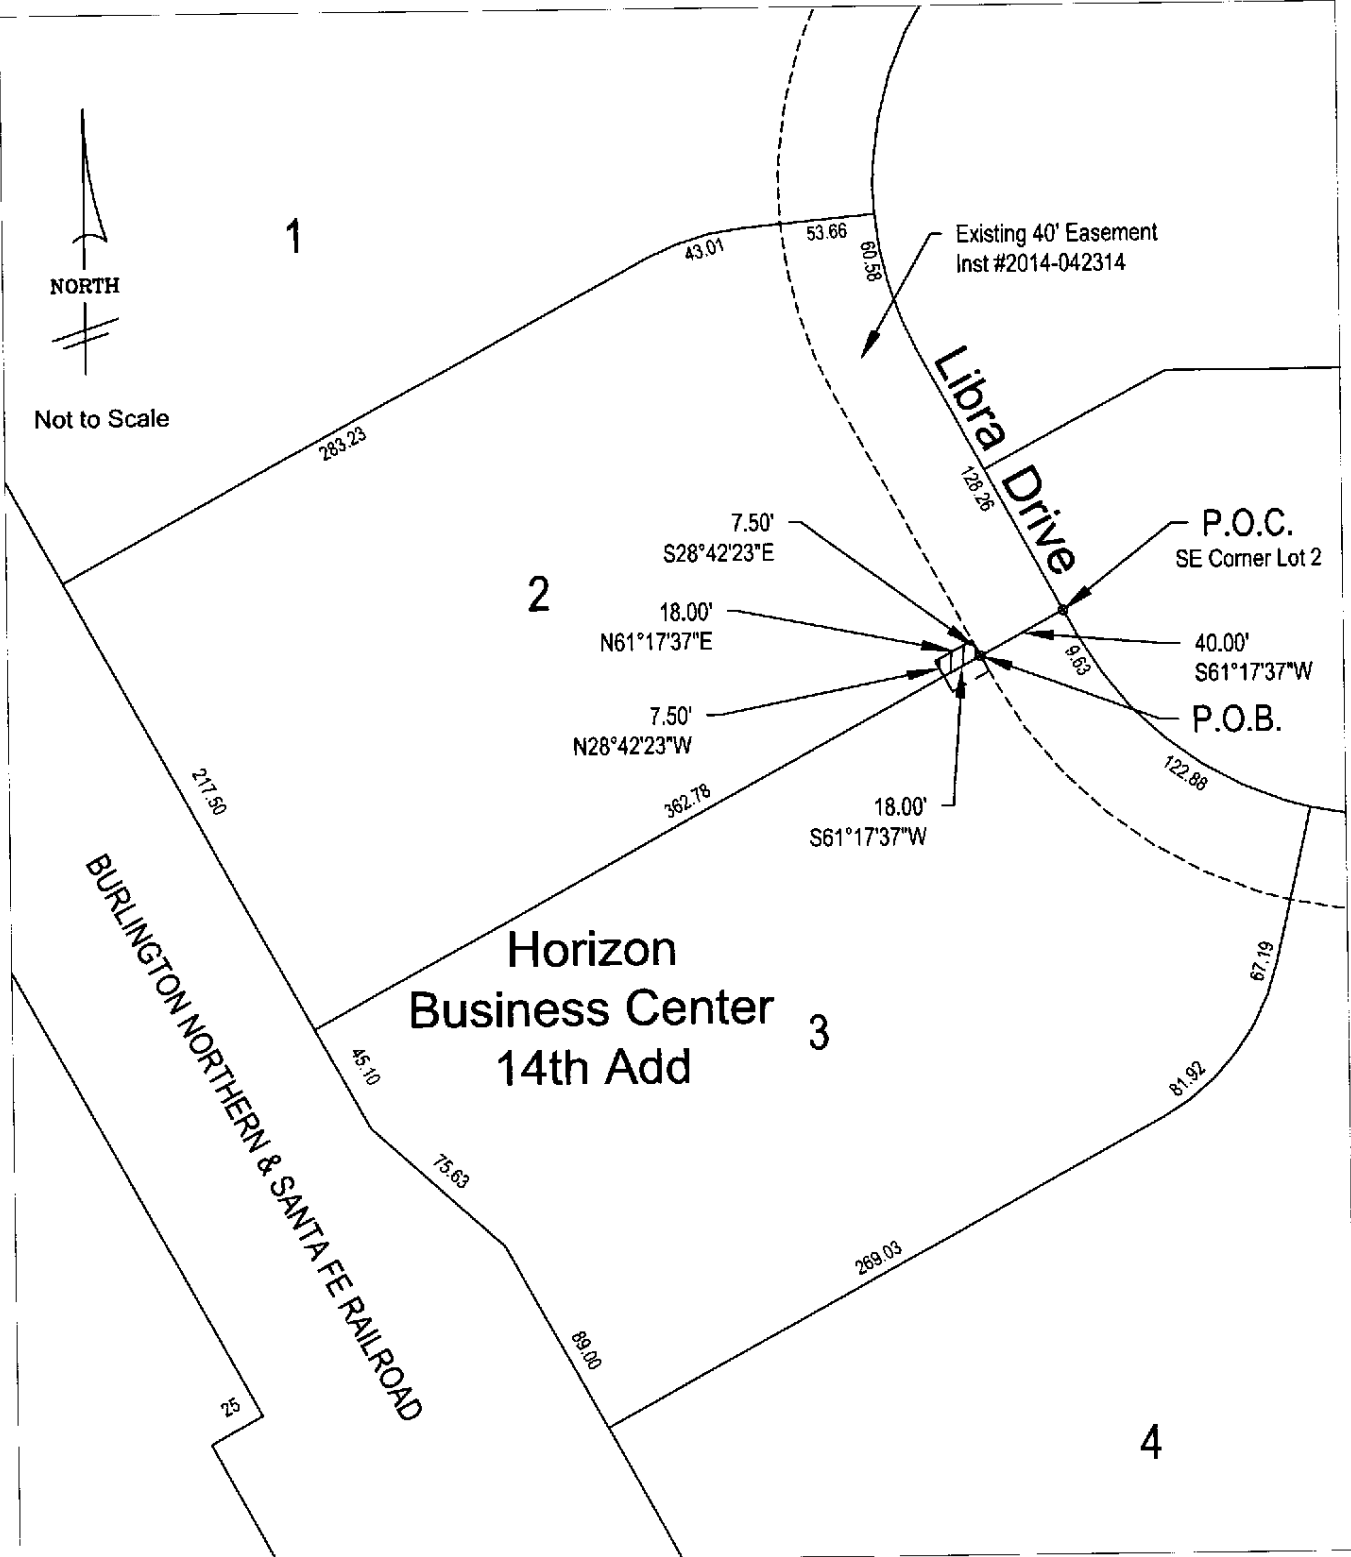 1
NORTH
Not to Scale
43.01
53.66
60.58
Existing 40' Easement
Inst #2014-042314
283.23
Libra Drive
128.26
7.50'
S28°42'23"E
P.O.C.
SE Corner Lot 2
2
18.00'
N61°17'37"E
40.00'
S61°17'37"W
9.63
7.50'
N28°42'23"W
P.O.B.
217.50
362.78
18.00'
S61°17'37"W
122.86
BURLINGTON NORTHERN & SANTA FE RAILROAD
Horizon
Business Center
14th Add
3
67.19
45.10
81.92
75.63
269.03
89.00
25
4